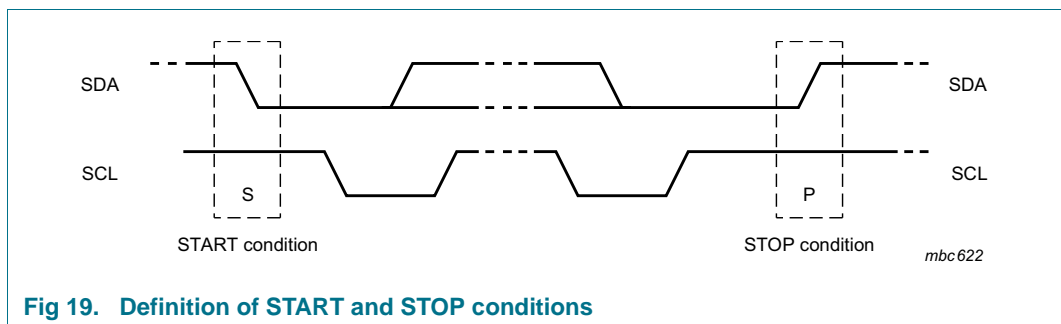 SDA SDA
SCL SCL
S P
START condition STOP condition
mbc622
Fig 19. Definition of START and STOP conditions